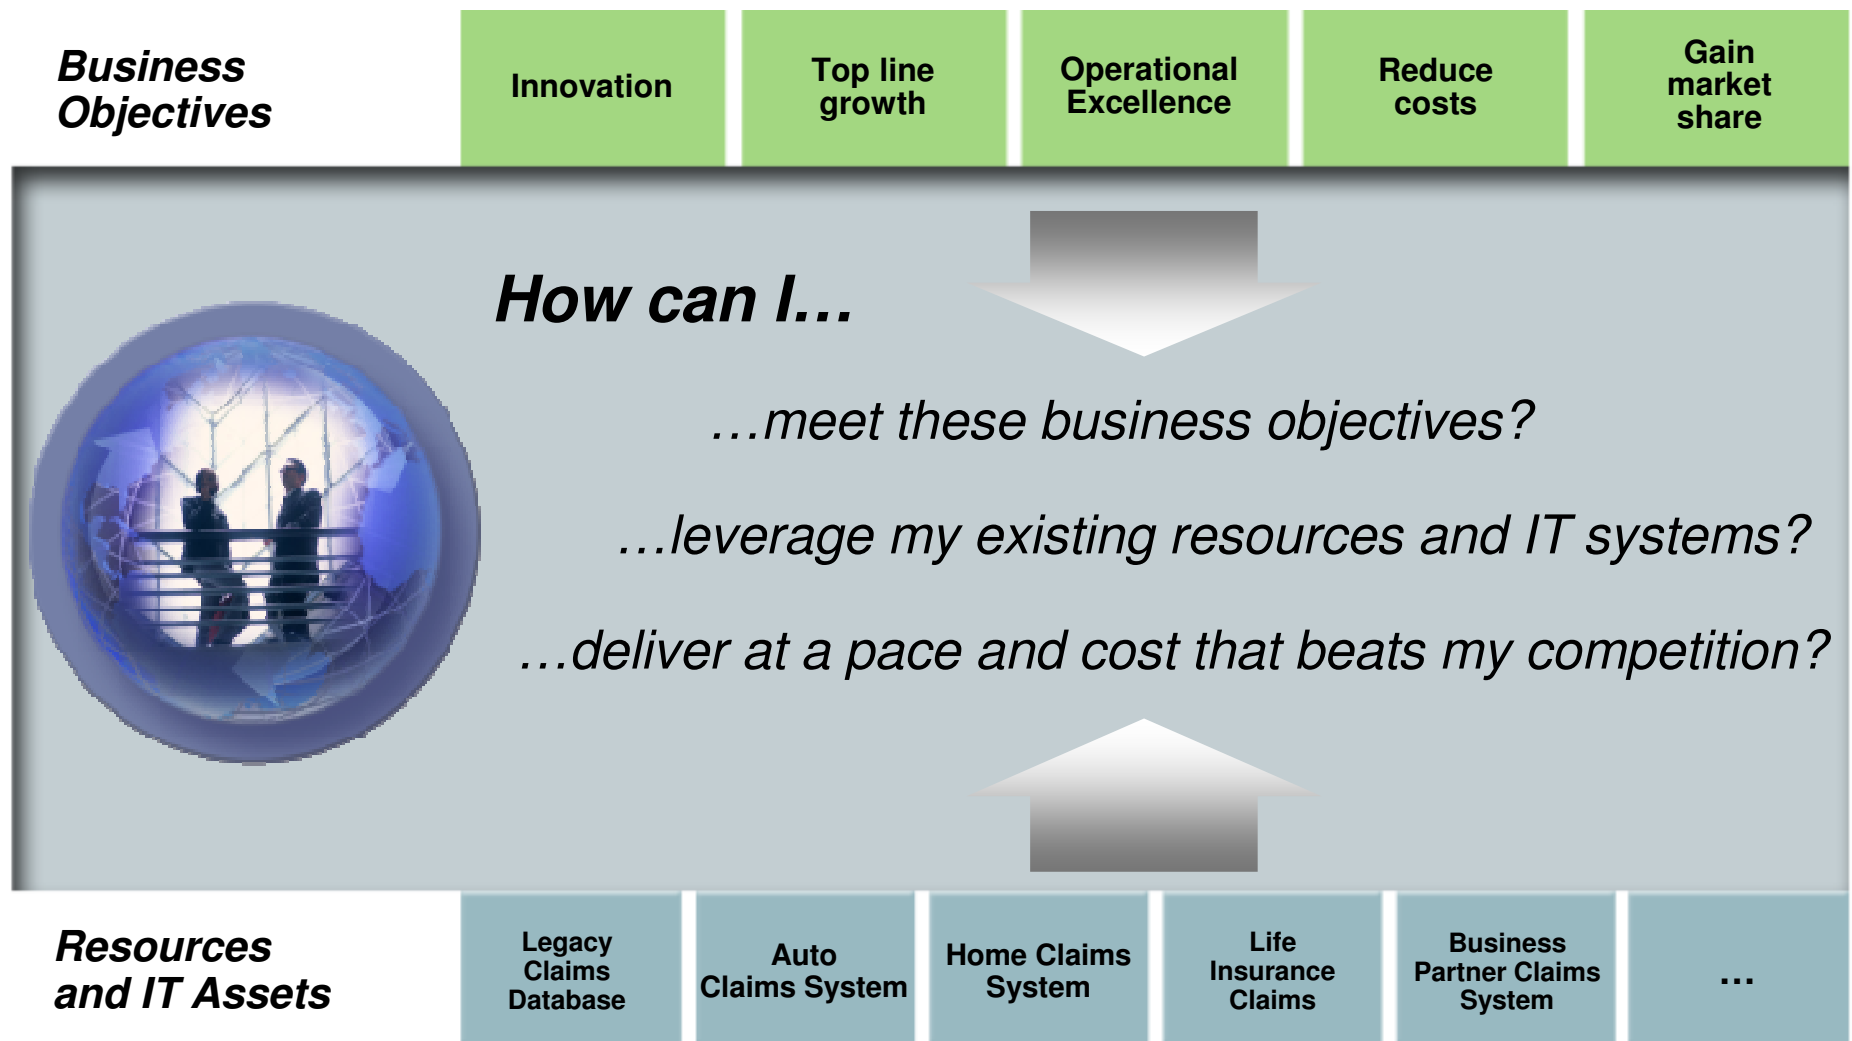 Business
Objectives
Innovation
Top line
growth
Operational
Excellence
Reduce
costs
Gain
market
share
How can I…
…meet these business objectives?
…leverage my existing resources and IT systems?
…deliver at a pace and cost that beats my competition?
Resources
and IT Assets
Legacy
Claims
Database
Auto
Claims System
Home Claims
System
Life
Insurance
Claims
Business
Partner Claims
System
…